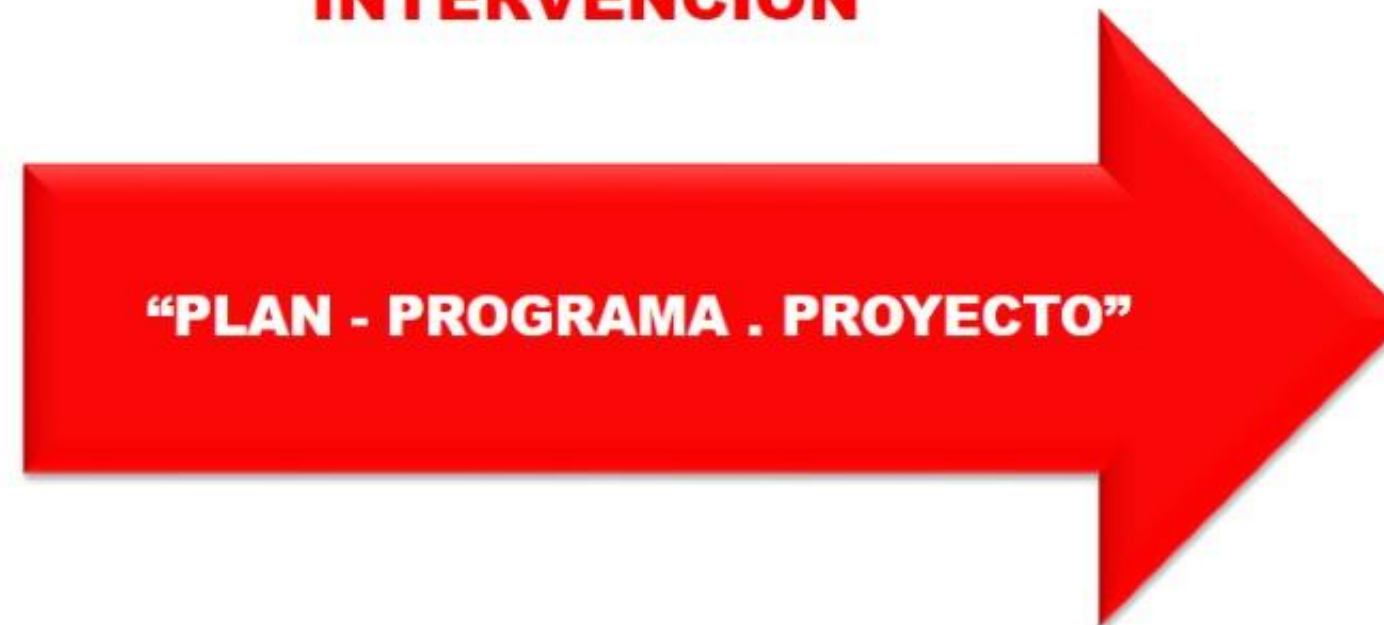 INTERVENCION
“PLAN - PROGRAMA . PROYECTO”